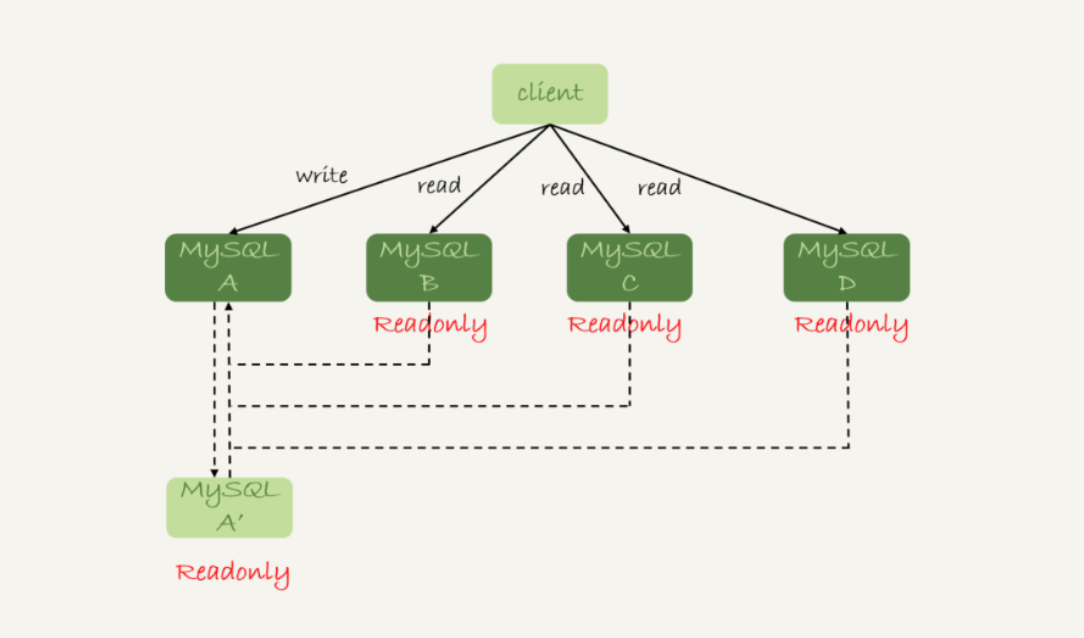 client
write
read
read
read
MySQL
A
MySQL
B
MySQL
C
MySQL
D
Readonly
Readonly
Readonly
MySQL
A'
Readonly